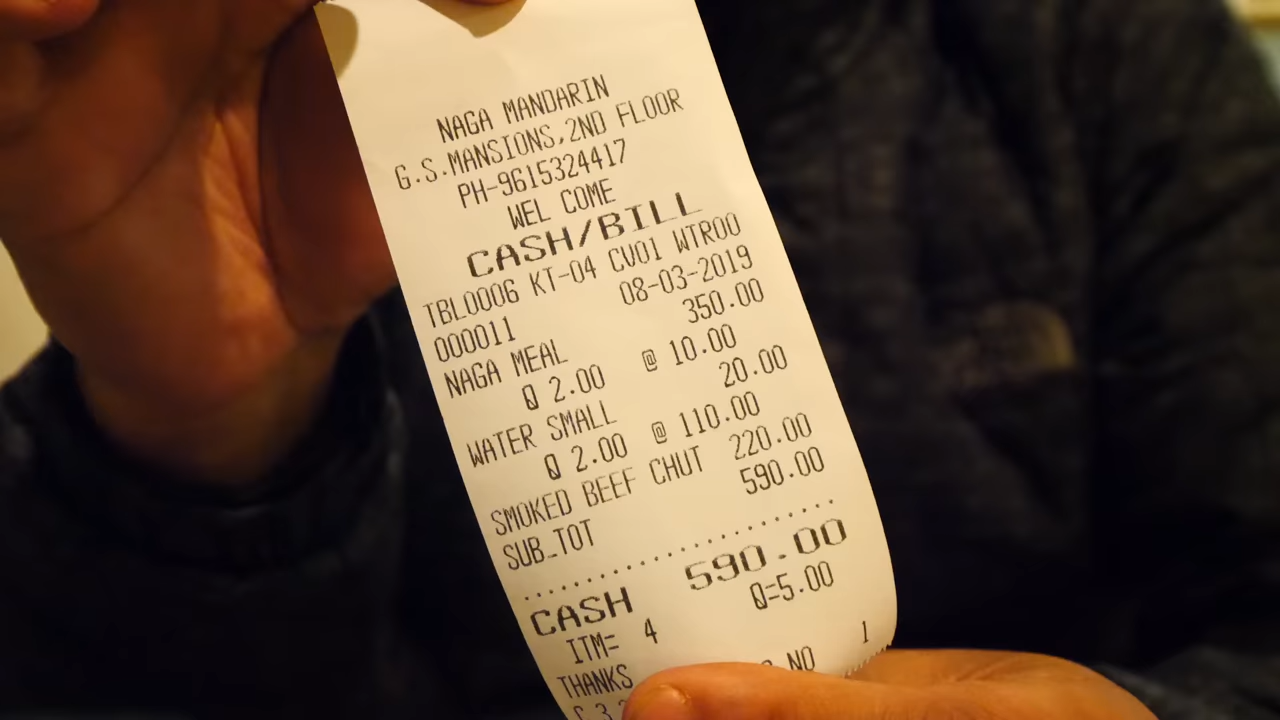 NAGA MANDARIN
G.S.MANSIONS,2ND FLOOR
PH-9615324417
WEL COME
CASH/BILL
TBL0006 KT-04 CV01 WTR00
000011 08-03-2019
NAGA MEAL 350.00
Q 2.00 @ 10.00
WATER SMALL 20.00
Q 2.00 @ 110.00
SMOKED BEEF CHUT 220.00
SUB_TOT 590.00
CASH 590.00
ITM= 4 Q=5.00
THANKS
NO 1